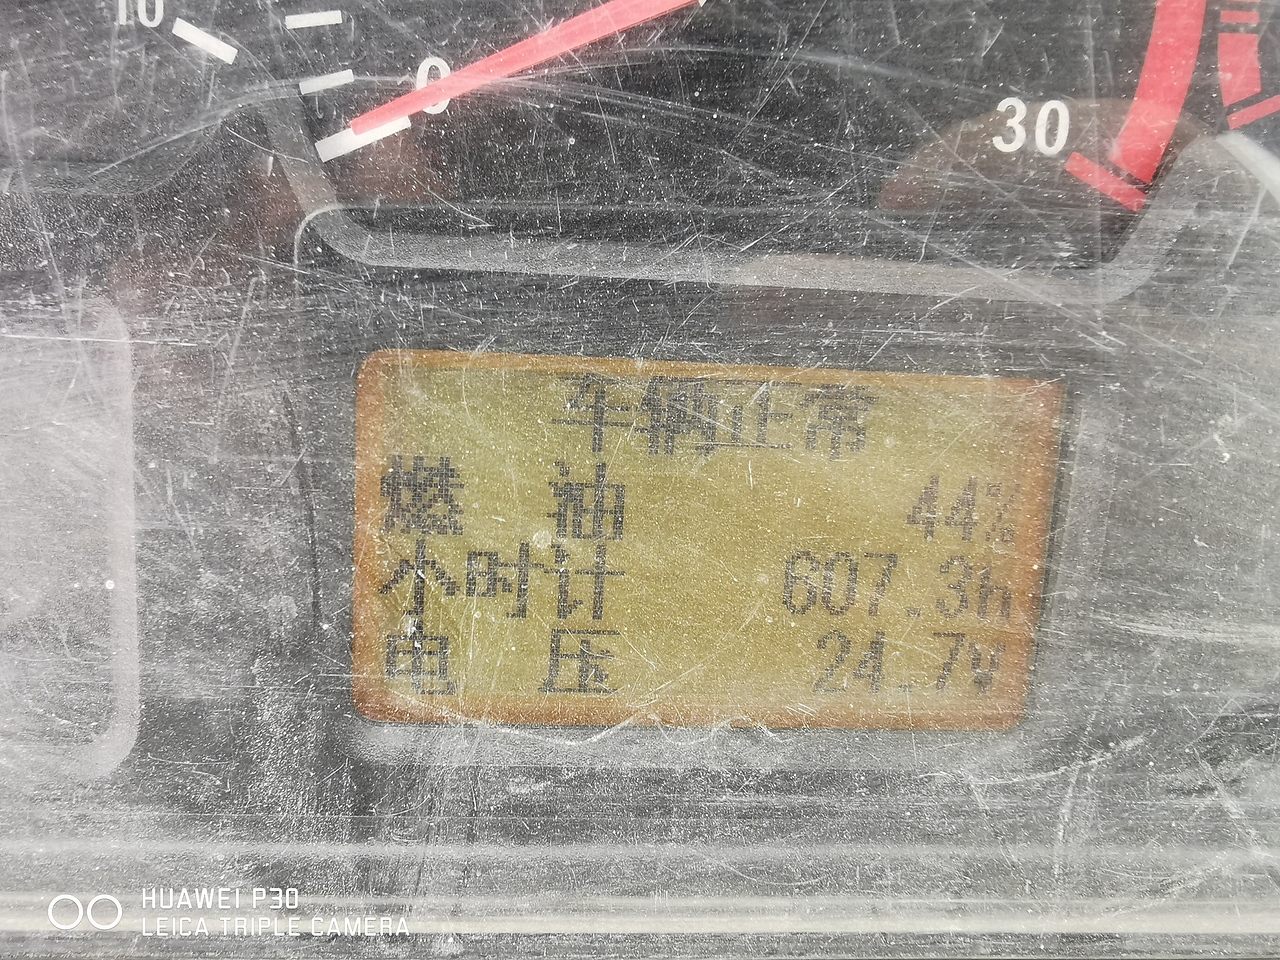 10
0
30
车辆正常
燃 油 44%
小时计 607.3h
电 压 24.7v
HUAWEI P30
LEICA TRIPLE CAMERA